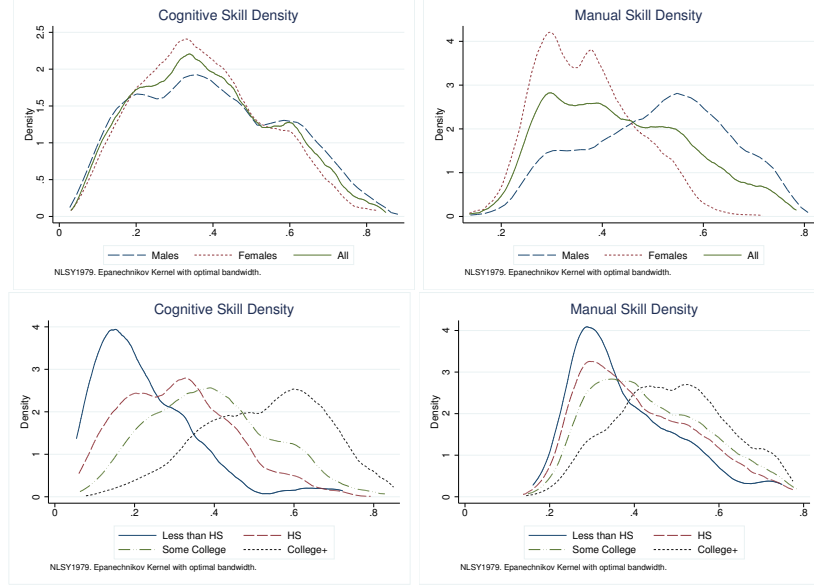 Cognitive Skill Density
Density
0 .5 1 1.5 2 2.5
0 .2 .4 .6 .8
Males Females All
NLSY1979. Epanechnikov Kernel with optimal bandwidth.
Manual Skill Density
Density
0 1 2 3 4
.2 .4 .6 .8
Males Females All
NLSY1979. Epanechnikov Kernel with optimal bandwidth.
Cognitive Skill Density
Density
0 1 2 3 4
0 .2 .4 .6 .8
Less than HS HS
Some College College+
NLSY1979. Epanechnikov Kernel with optimal bandwidth.
Manual Skill Density
Density
0 1 2 3 4
0 .2 .4 .6 .8
Less than HS HS
Some College College+
NLSY1979. Epanechnikov Kernel with optimal bandwidth.